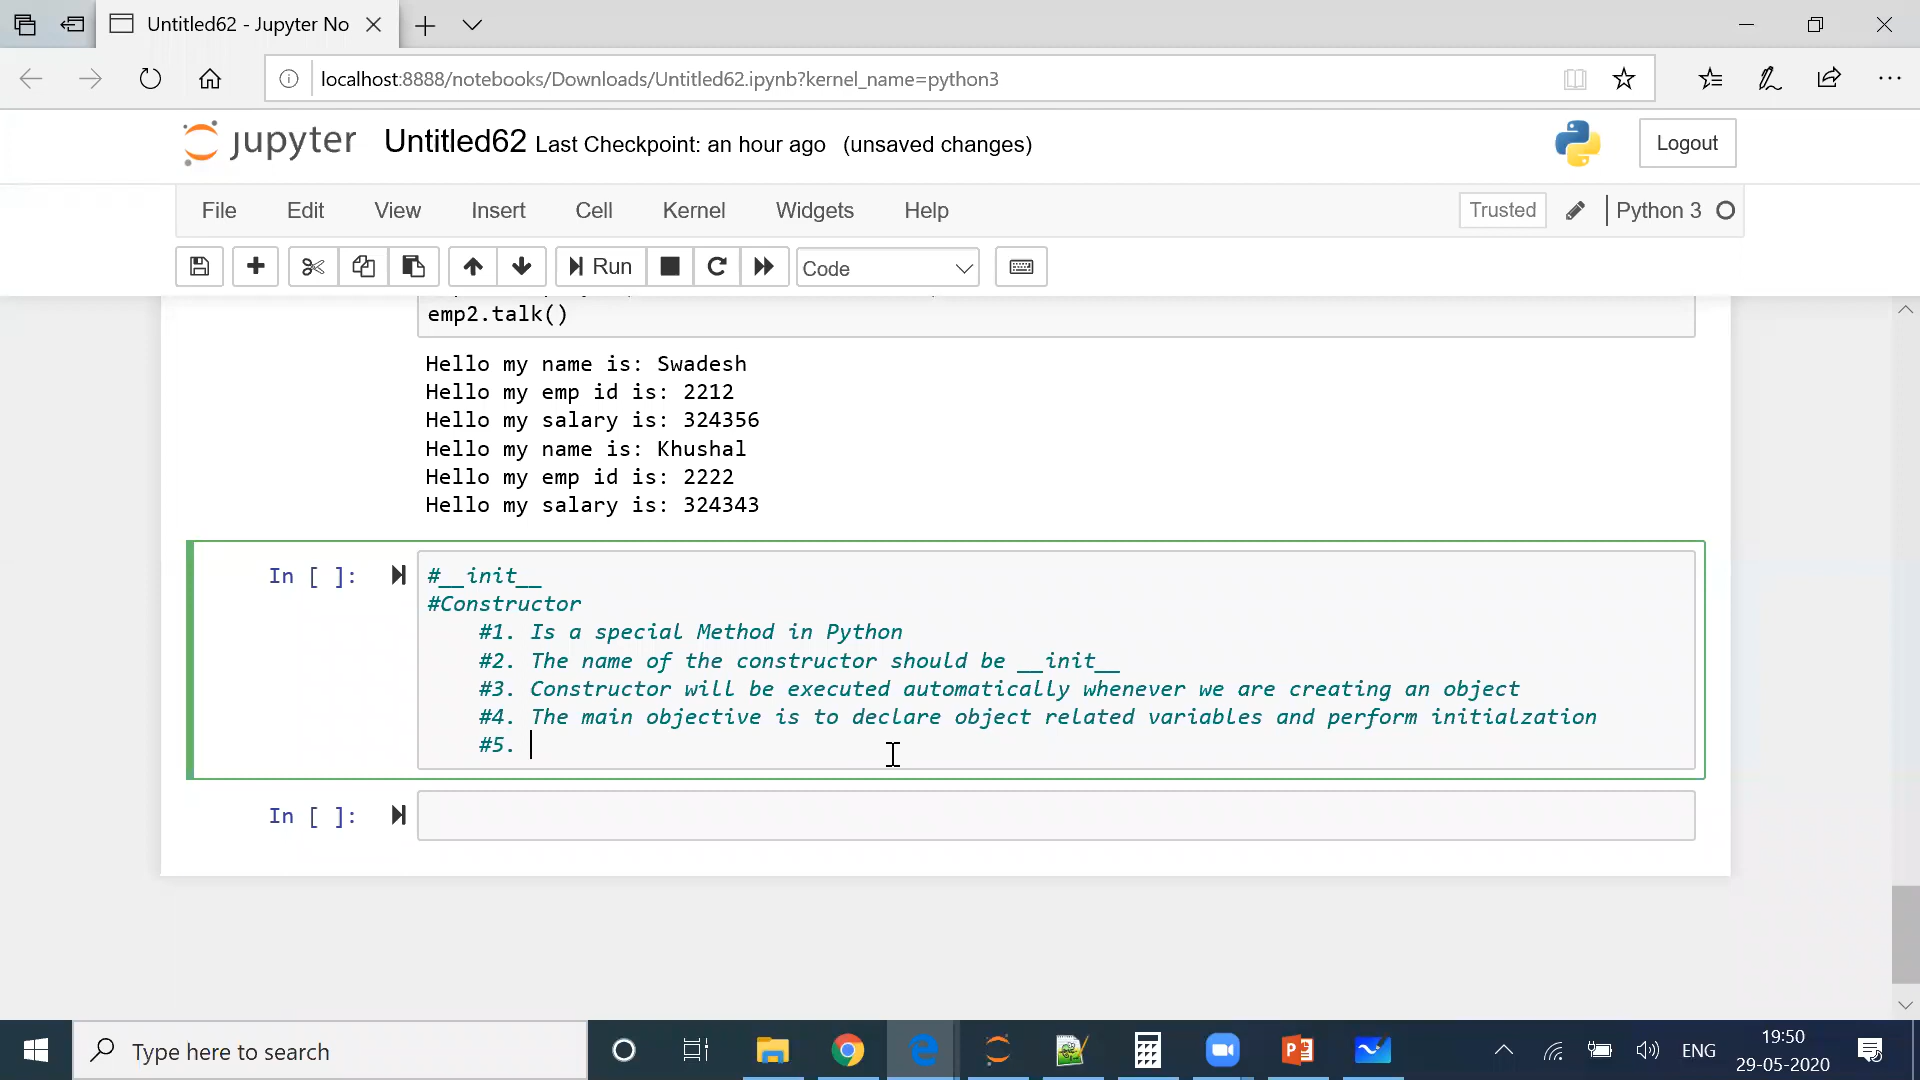 Untitled62 - Jupyter No
localhost:8888/notebooks/Downloads/Untitled62.ipynb?kernel_name=python3
jupyter Untitled62 Last Checkpoint: an hour ago (unsaved changes)
Logout
File Edit View Insert Cell Kernel Widgets Help Trusted Python 3
Run Code
emp2.talk()
Hello my name is: Swadesh
Hello my emp id is: 2212
Hello my salary is: 324356
Hello my name is: Khushal
Hello my emp id is: 2222
Hello my salary is: 324343
In [ ]: #__init__
#Constructor
#1. Is a special Method in Python
#2. The name of the constructor should be __init__
#3. Constructor will be executed automatically whenever we are creating an object
#4. The main objective is to declare object related variables and perform initialzation
#5.
In [ ]:
Type here to search
ENG
19:50
29-05-2020